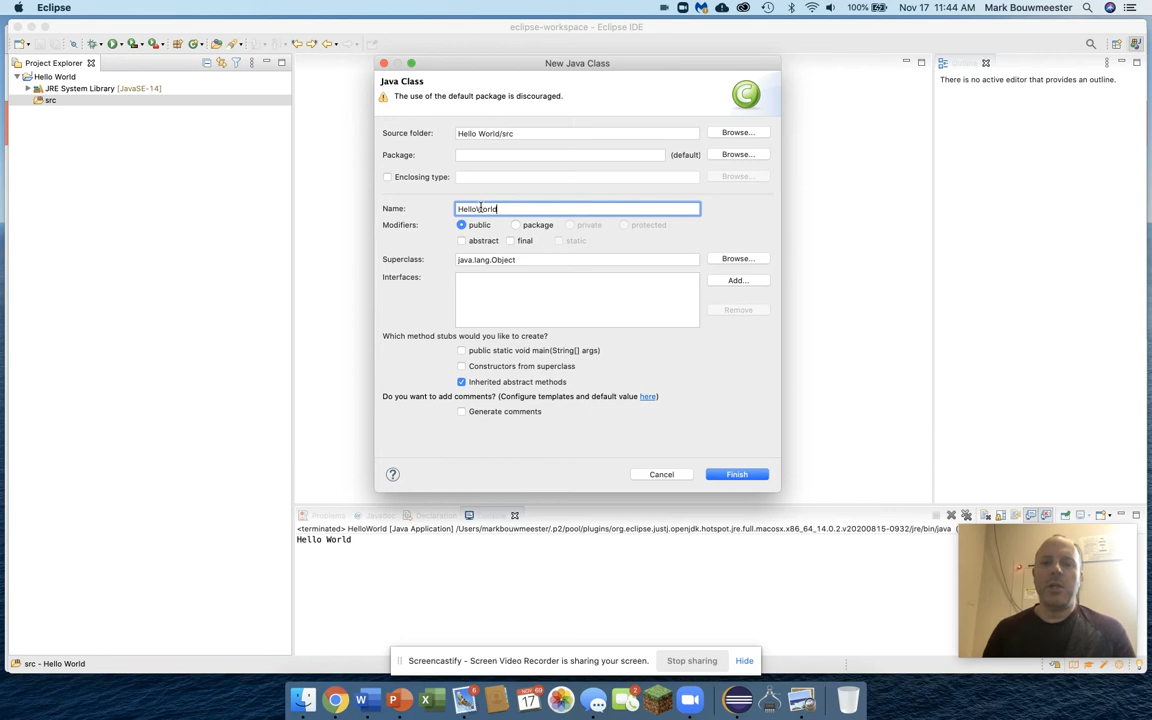 Eclipse
100%
Nov 17 11:44 AM
Mark Bouwmeester
eclipse-workspace - Eclipse IDE
Project Explorer
Hello World
JRE System Library [JavaSE-14]
src
New Java Class
Java Class
The use of the default package is discouraged.
Source folder:
Hello World/src
Browse...
Package:
(default)
Browse...
Enclosing type:
Browse...
Name:
HelloWorld
Modifiers:
public
package
private
protected
abstract
final
static
Superclass:
java.lang.Object
Browse...
Interfaces:
Add...
Remove
Which method stubs would you like to create?
public static void main(String[] args)
Constructors from superclass
Inherited abstract methods
Do you want to add comments? (Configure templates and default value here)
Generate comments
Cancel
Finish
Outline
There is no active editor that provides an outline.
Problems
Javadoc
Declaration
Console
<terminated> HelloWorld [Java Application] /Users/markbouwmeester/.p2/pool/plugins/org.eclipse.justj.openjdk.hotspot.jre.full.macosx.x86_64_14.0.2.v20200815-0932/jre/bin/java (
Hello World
src - Hello World
Screencastify - Screen Video Recorder is sharing your screen.
Stop sharing
Hide
NOV
17